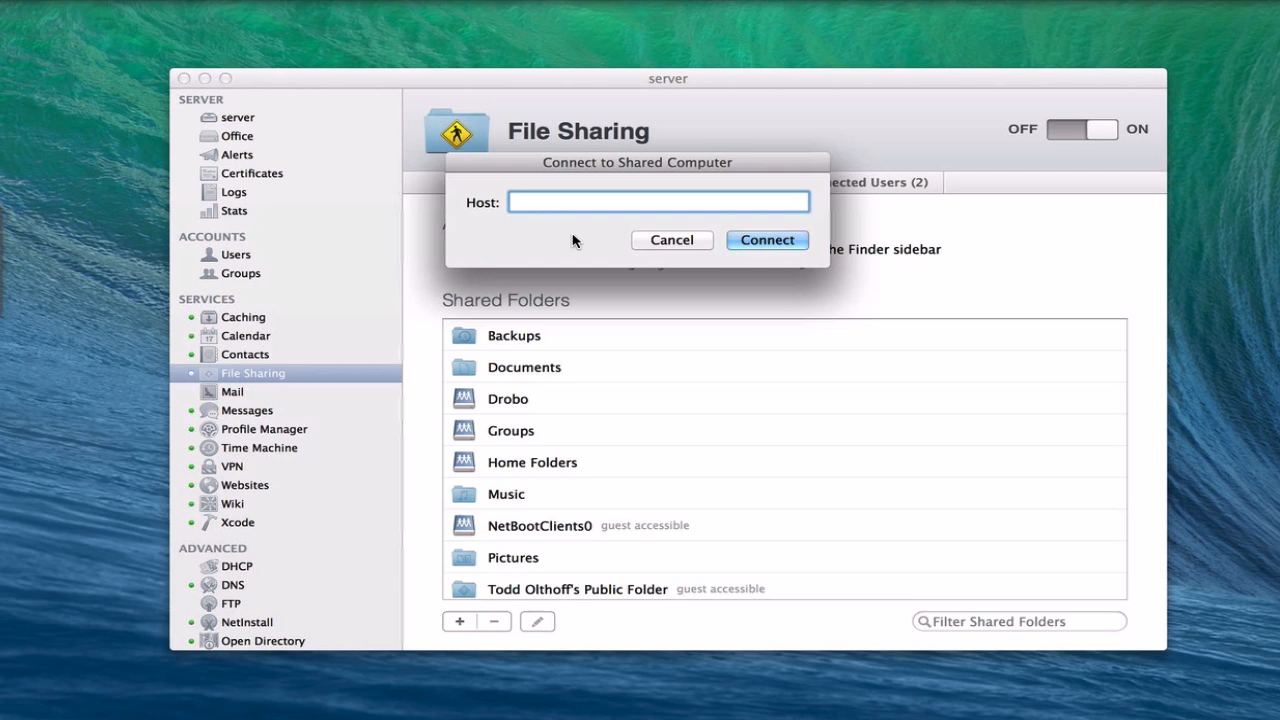 server
SERVER
server
Office
Alerts
Certificates
Logs
Stats
ACCOUNTS
Users
Groups
SERVICES
Caching
Calendar
Contacts
File Sharing
Mail
Messages
Profile Manager
Time Machine
VPN
Websites
Wiki
Xcode
ADVANCED
DHCP
DNS
FTP
NetInstall
Open Directory
File Sharing
OFF ON
Connect to Shared Computer
Host:
Cancel Connect
Users (2)
the Finder sidebar
Shared Folders
Backups
Documents
Drobo
Groups
Home Folders
Music
NetBootClients0 guest accessible
Pictures
Todd Olthoff's Public Folder guest accessible
+ −
Filter Shared Folders